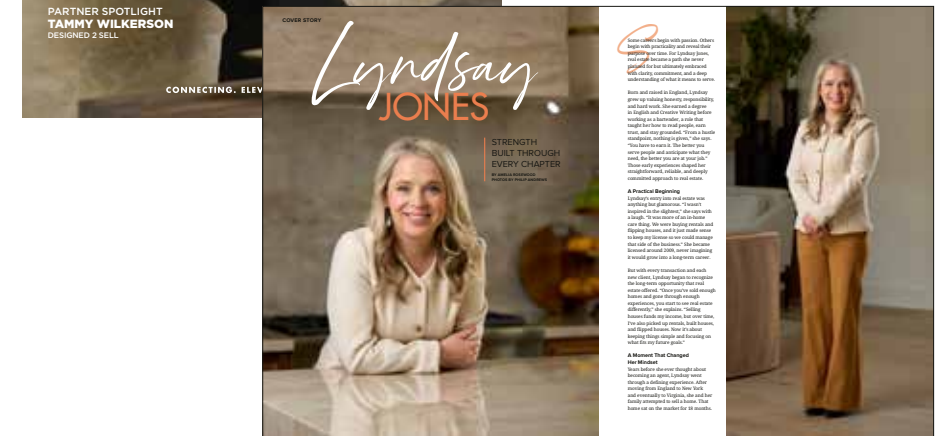 PARTNER SPOTLIGHT
TAMMY WILKERSON
DESIGNED 2 SELL
CONNECTING. ELEV
COVER STORY
Lyndsay
JONES
STRENGTH
BUILT THROUGH
EVERY CHAPTER
Some careers begin with passion. Others
begin with practicality and reveal their
purpose over time. For Lyndsay Jones,
real estate became a path she never
planned for but ultimately embraced
with clarity, commitment, and a deep
understanding of what it means to serve.
Born and raised in England, Lyndsay
grew up valuing honesty, responsibility,
and hard work. She earned a degree
in English and Creative Writing before
working as a bartender, a role that
taught her how to read people, earn
trust, and stay grounded. "From a hustle
standpoint, nothing is given," she says.
"You have to earn it. The better you
serve people and anticipate what they
need, the better you are at your job."
Those early experiences shaped her
straightforward, reliable, and deeply
committed approach to real estate.
A Practical Beginning
Lyndsay's entry into real estate was
anything but glamorous. "I wasn't
inspired in the slightest," she says with
a laugh. "It was more of an in-home
care thing. We were buying rentals and
flipping houses, and it just made sense
to keep my license so we could manage
that side of the business." She became
licensed around 2009, never imagining
it would grow into a long-term career.
But with every transaction and each
new client, Lyndsay began to recognize
the long-term opportunity that real
estate offered. "Once you've sold enough
homes and gone through enough
experiences, you start to see real estate
differently," she explains. "Selling
houses funds my income, but over time,
I've also picked up rentals, built houses,
and flipped houses. Now it's about
keeping things simple and focusing on
what fits my future goals."
A Moment That Changed
Her Mindset
Years before she ever thought about
becoming an agent, Lyndsay went
through a defining experience. After
moving from England to New York
and eventually to Virginia, she and her
family attempted to sell a home. That
home sat on the market for 18 months.